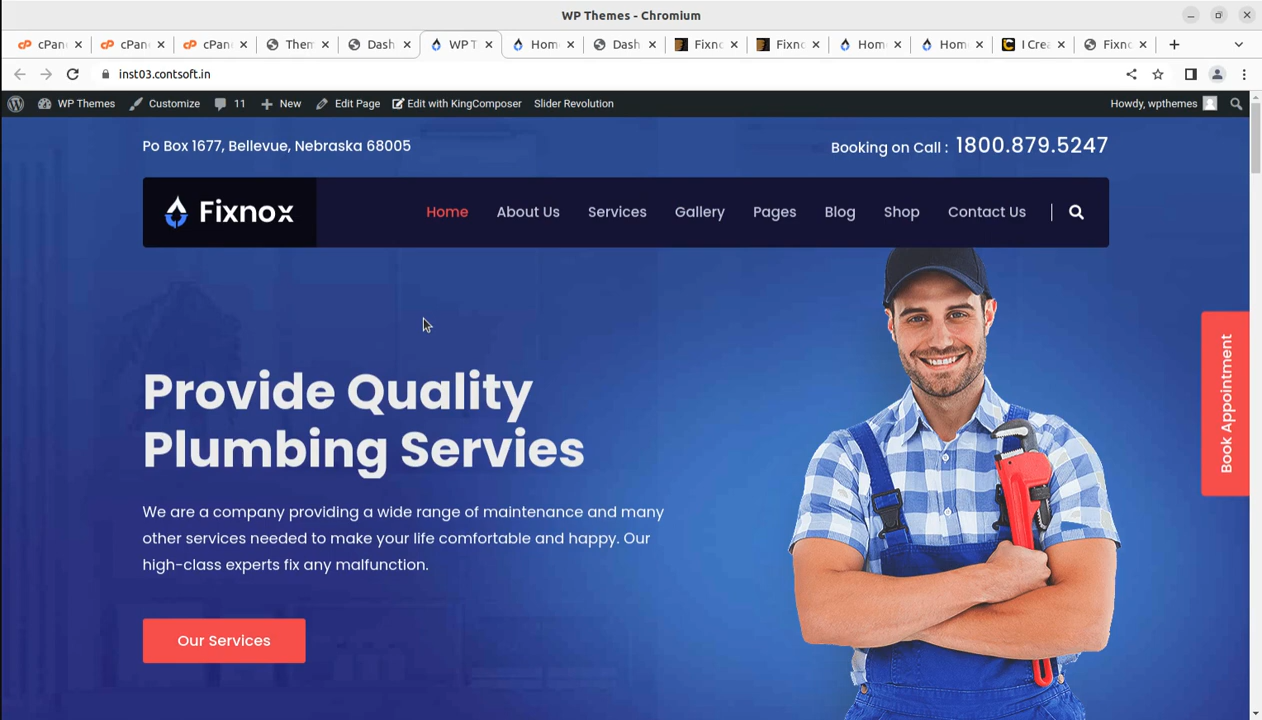 WP Themes - Chromium
cPan cPan cPan Them Dash WP T Hom Dash Fixno Fixno Hom Hom I Crea Fixno
inst03.contsoft.in
WP Themes Customize 11 New Edit Page Edit with KingComposer Slider Revolution Howdy, wpthemes
Po Box 1677, Bellevue, Nebraska 68005
Booking on Call : 1800.879.5247
Fixnox
Home About Us Services Gallery Pages Blog Shop Contact Us
Provide Quality
Plumbing Servies
We are a company providing a wide range of maintenance and many
other services needed to make your life comfortable and happy. Our
high-class experts fix any malfunction.
Our Services
Book Appointment